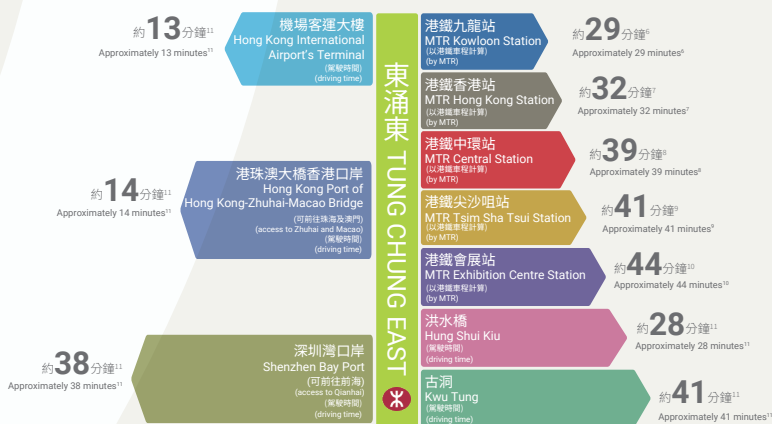 約13分鐘11
Approximately 13 minutes11
機場客運大樓
Hong Kong International
Airport's Terminal
(駕駛時間)
(driving time)
約14分鐘11
Approximately 14 minutes11
港珠澳大橋香港口岸
Hong Kong Port of
Hong Kong-Zhuhai-Macao Bridge
(可前往珠海及澳門)
(access to Zhuhai and Macao)
(駕駛時間)
(driving time)
約38分鐘11
Approximately 38 minutes11
深圳灣口岸
Shenzhen Bay Port
(可前往前海)
(access to Qianhai)
(駕駛時間)
(driving time)
東涌東 TUNG CHUNG EAST
港鐵九龍站
MTR Kowloon Station
(以港鐵車程計算)
(by MTR)
約29分鐘6
Approximately 29 minutes6
港鐵香港站
MTR Hong Kong Station
(以港鐵車程計算)
(by MTR)
約32分鐘7
Approximately 32 minutes7
港鐵中環站
MTR Central Station
(以港鐵車程計算)
(by MTR)
約39分鐘8
Approximately 39 minutes8
港鐵尖沙咀站
MTR Tsim Sha Tsui Station
(以港鐵車程計算)
(by MTR)
約41分鐘9
Approximately 41 minutes9
港鐵會展站
MTR Exhibition Centre Station
(以港鐵車程計算)
(by MTR)
約44分鐘10
Approximately 44 minutes10
洪水橋
Hung Shui Kiu
(駕駛時間)
(driving time)
約28分鐘11
Approximately 28 minutes11
古洞
Kwu Tung
(駕駛時間)
(driving time)
約41分鐘11
Approximately 41 minutes11